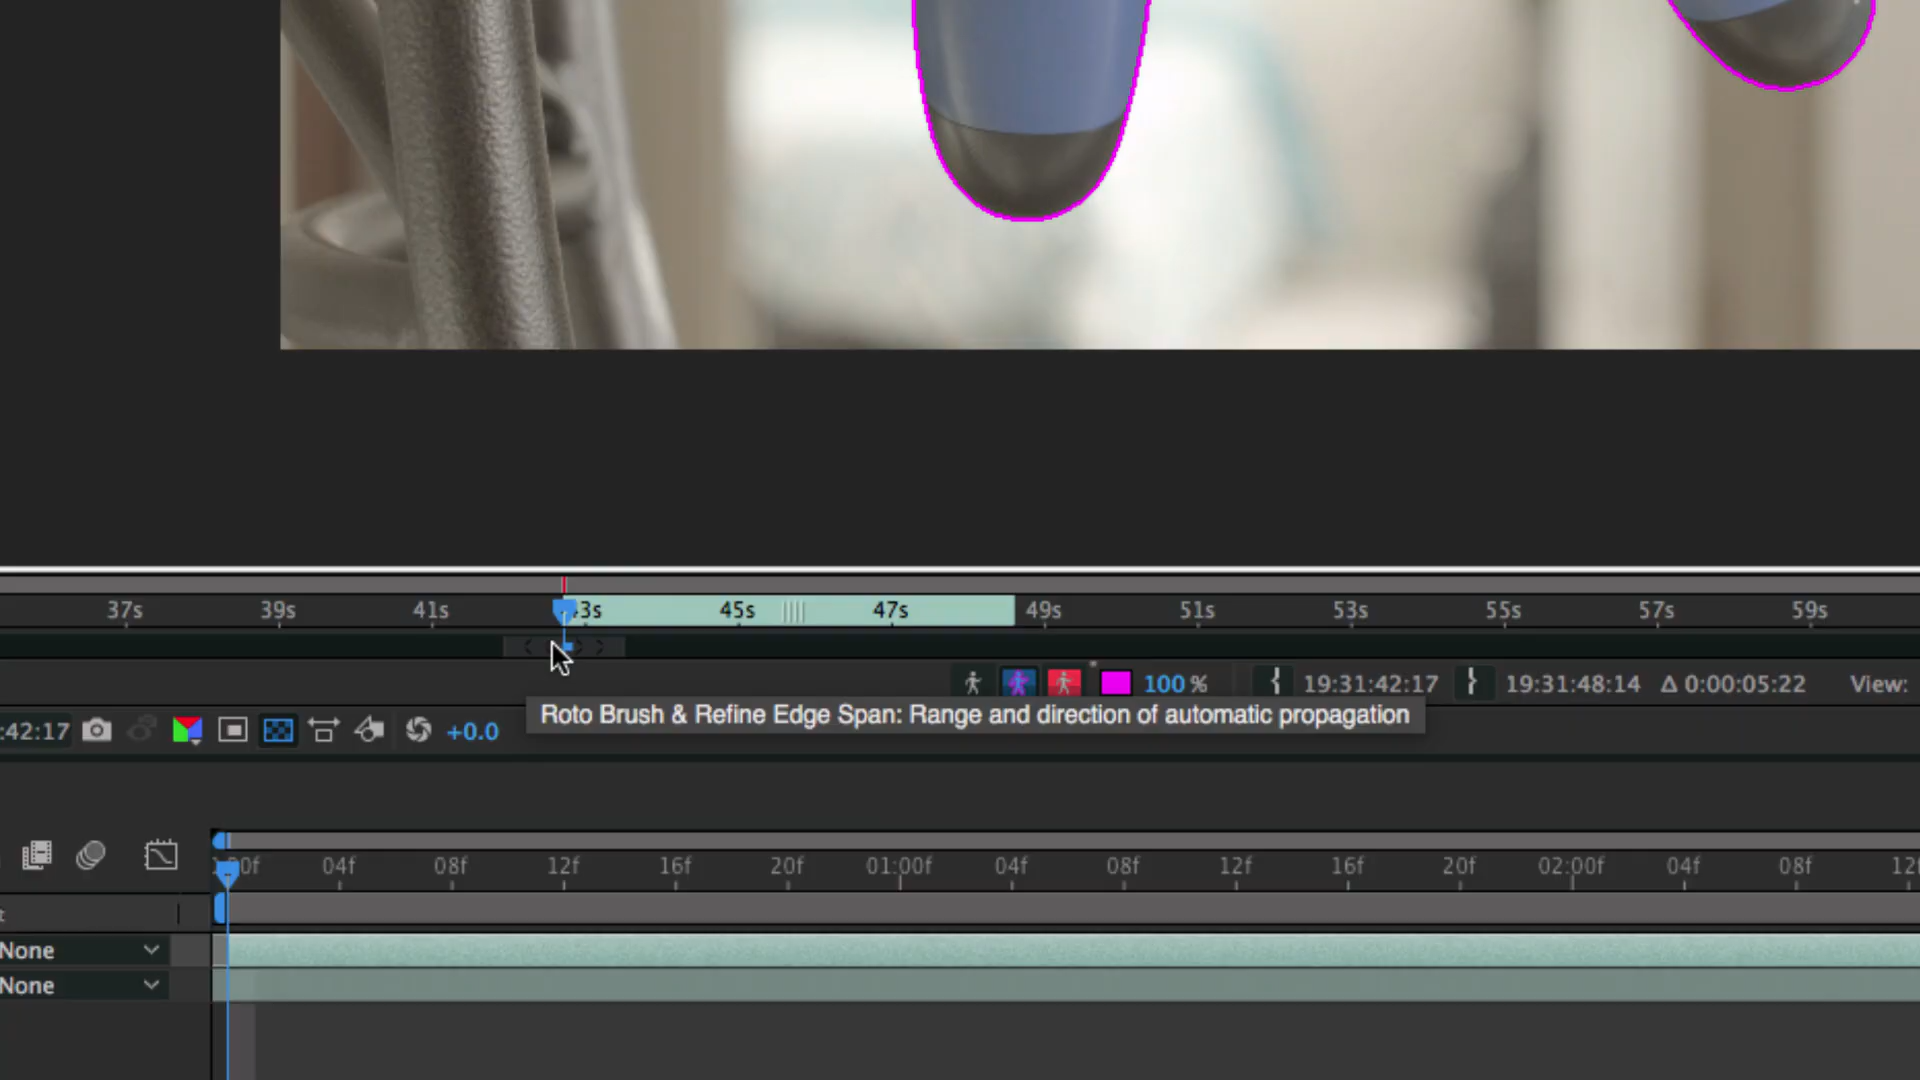 37s 39s 41s 43s 45s 47s 49s 51s 53s 55s 57s 59s
100 % { 19:31:42:17 } 19:31:48:14 Δ 0:00:05:22 View:
Roto Brush & Refine Edge Span: Range and direction of automatic propagation
:42:17 +0.0
00f 04f 08f 12f 16f 20f 01:00f 04f 08f 12f 16f 20f 02:00f 04f 08f 12f
t
None
None